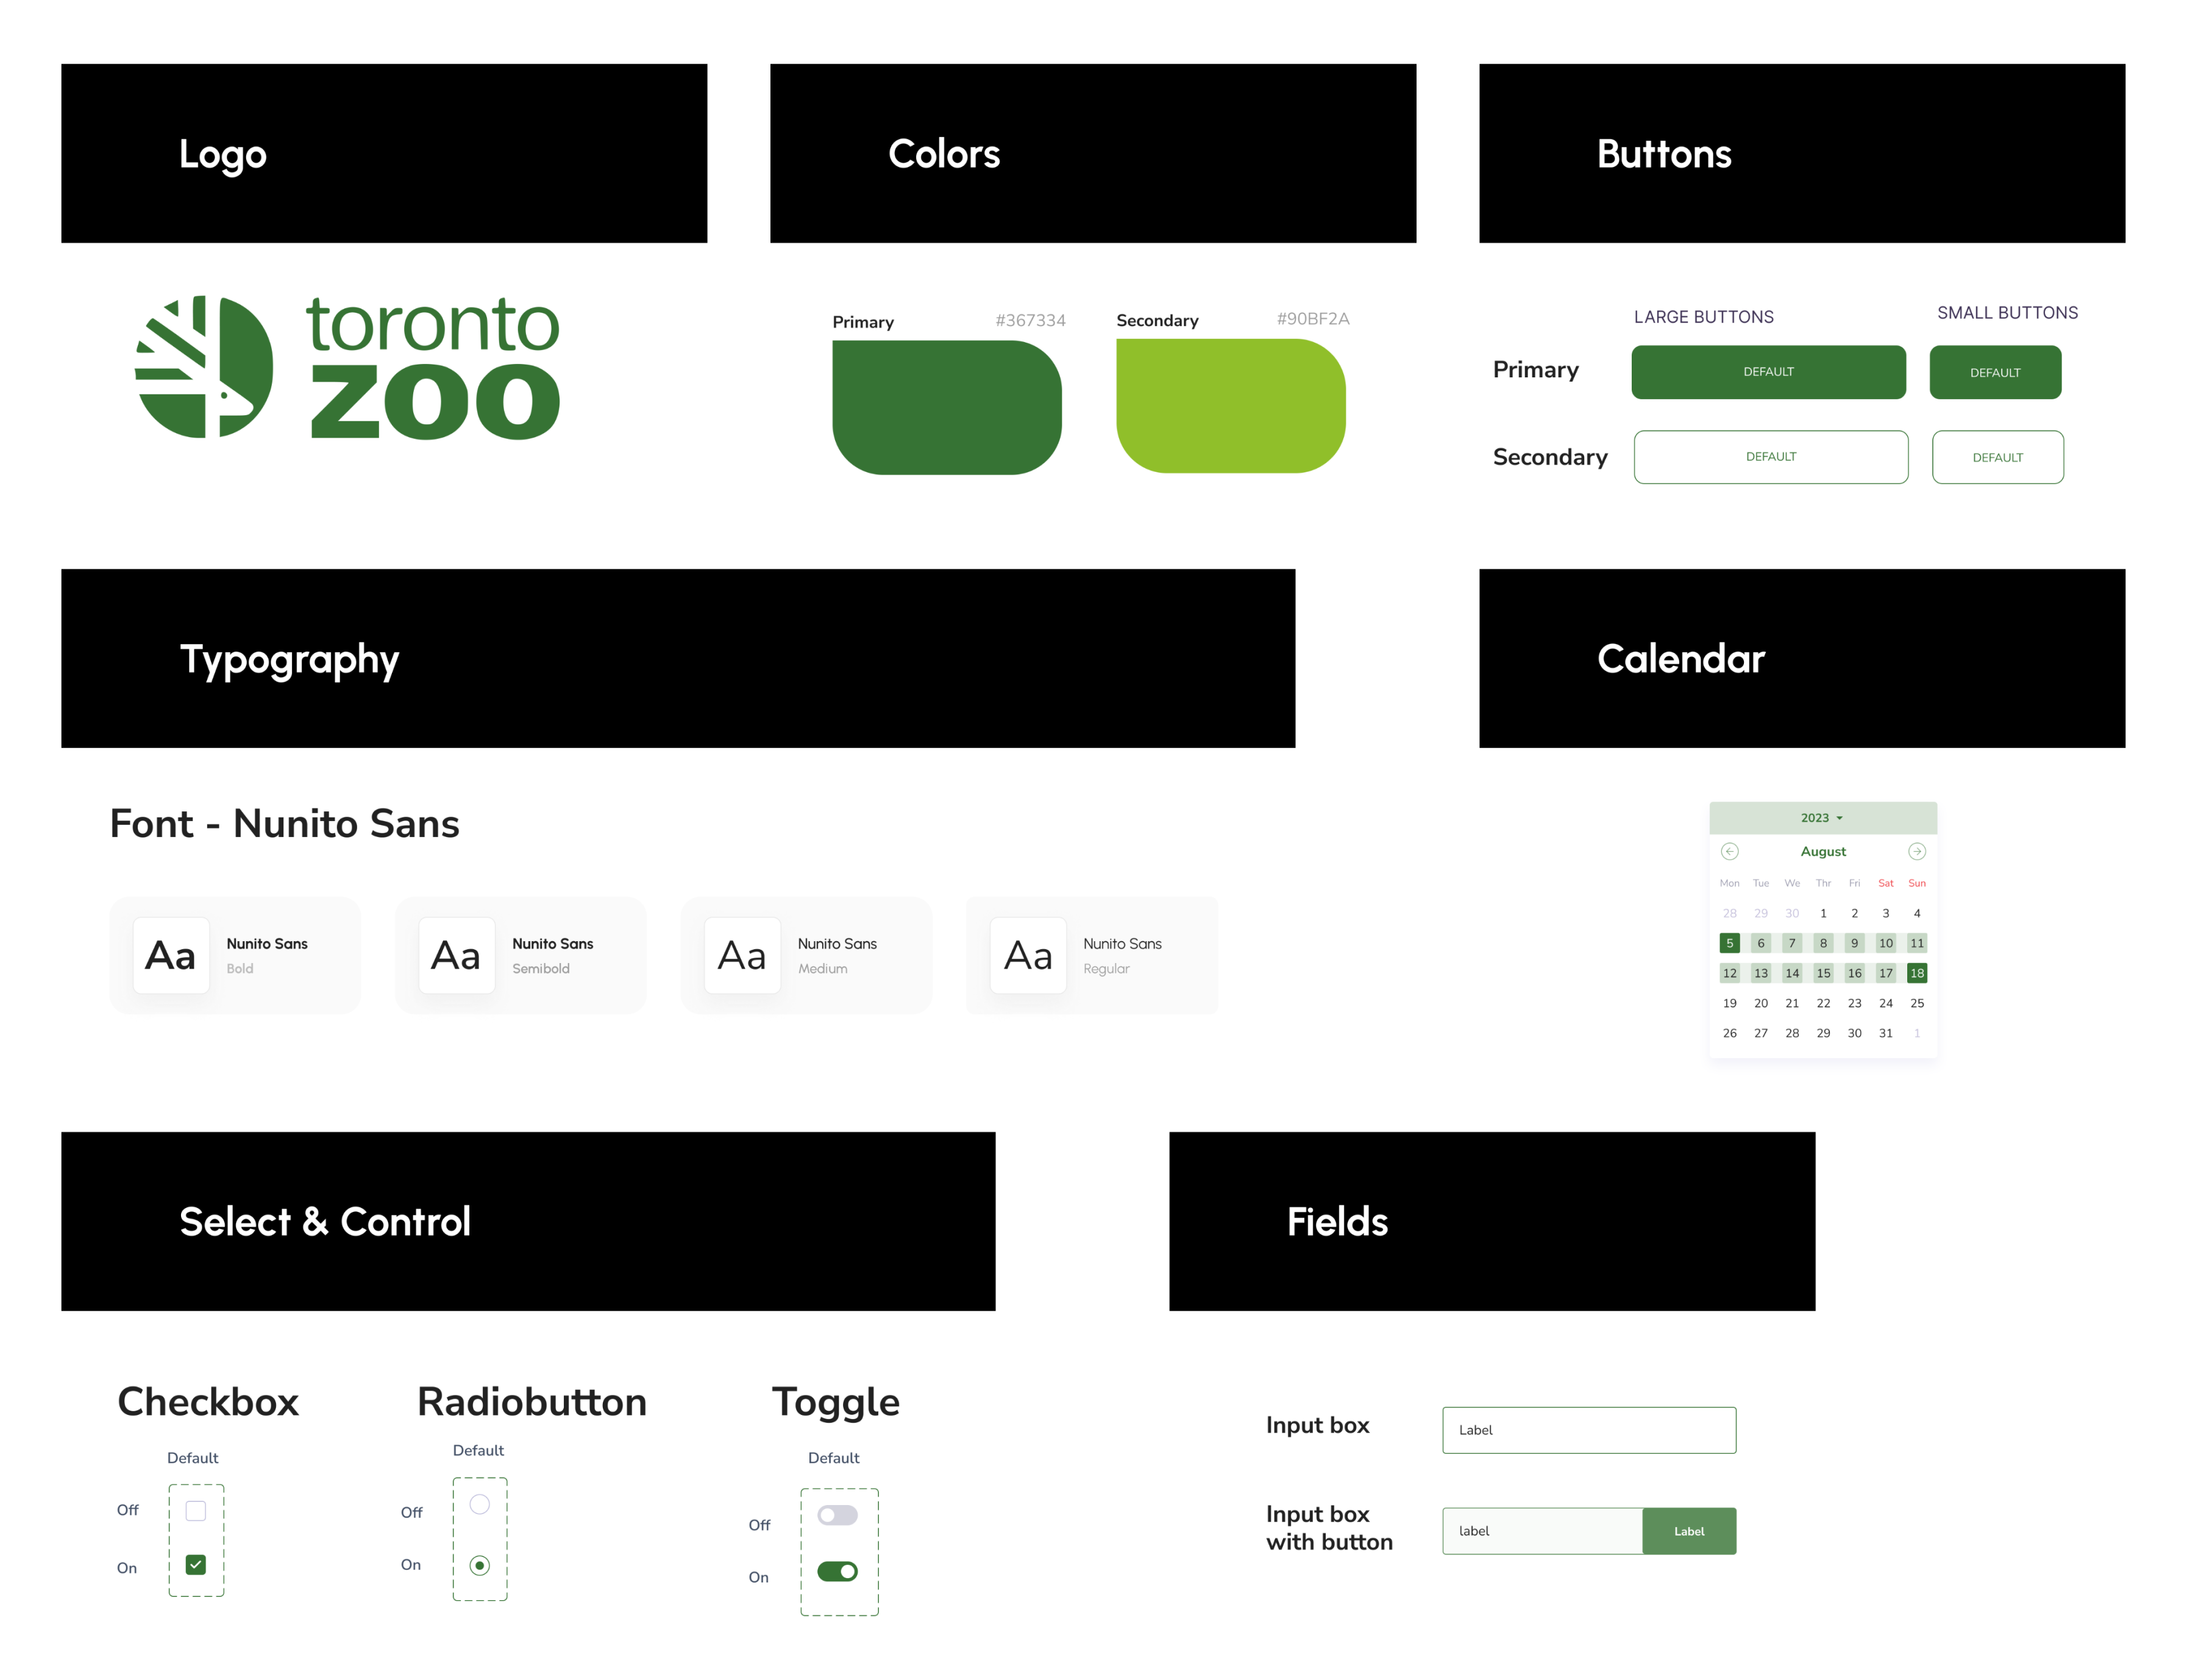 Logo
Colors
Buttons
toronto
zoo
Primary
#367334
Secondary
#90BF2A
LARGE BUTTONS
SMALL BUTTONS
Primary
DEFAULT
DEFAULT
Secondary
DEFAULT
DEFAULT
Typography
Calendar
Font - Nunito Sans
Aa
Nunito Sans
Bold
Aa
Nunito Sans
Semibold
Aa
Nunito Sans
Medium
Aa
Nunito Sans
Regular
2023
August
Mon Tue We Thr Fri Sat Sun
28 29 30 1 2 3 4
5 6 7 8 9 10 11
12 13 14 15 16 17 18
19 20 21 22 23 24 25
26 27 28 29 30 31 1
Select & Control
Fields
Checkbox
Default
Off
On
Radiobutton
Default
Off
On
Toggle
Default
Off
On
Input box
Label
Input box
with button
label
Label